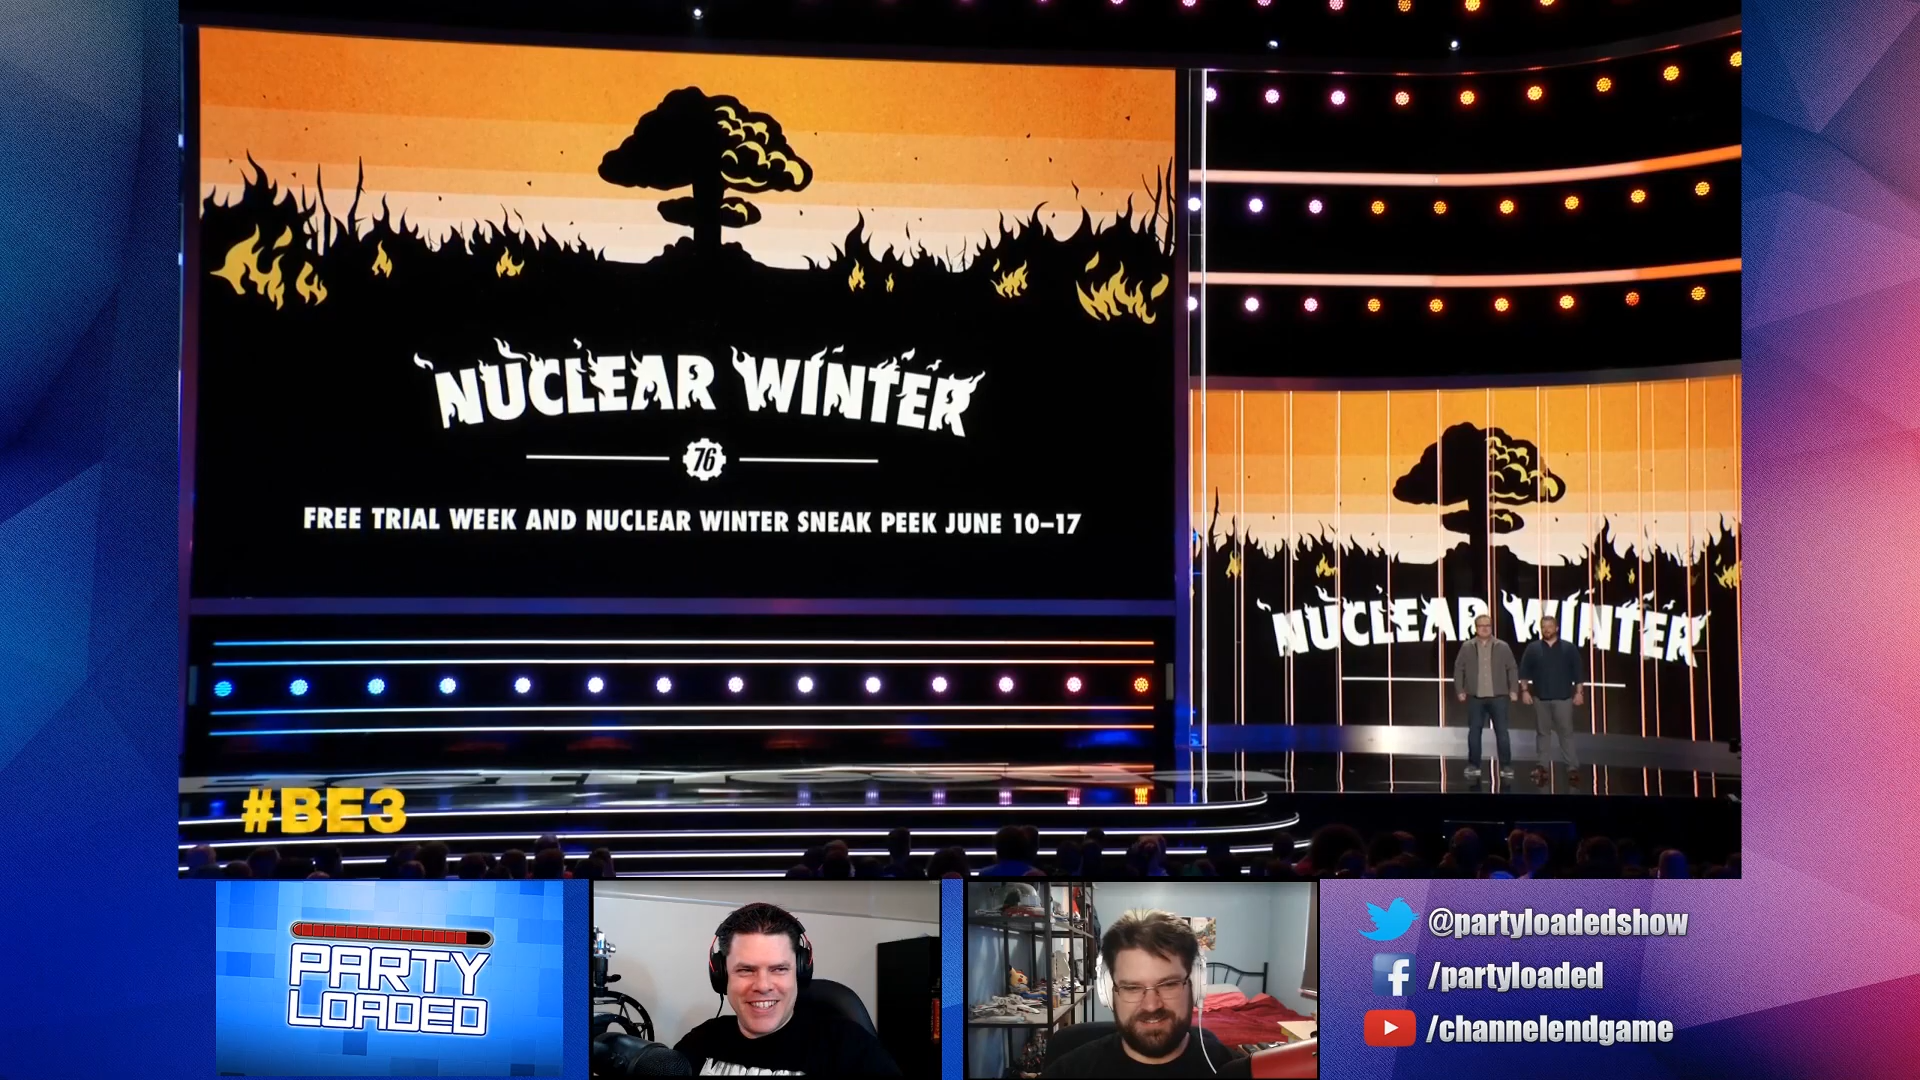 NUCLEAR WINTER
76
FREE TRIAL WEEK AND NUCLEAR WINTER SNEAK PEEK JUNE 10–17
NUCLEAR WINTER
Bethesda
#BE3
PARTY
LOADED
@partyloadedshow
/partyloaded
/channelendgame